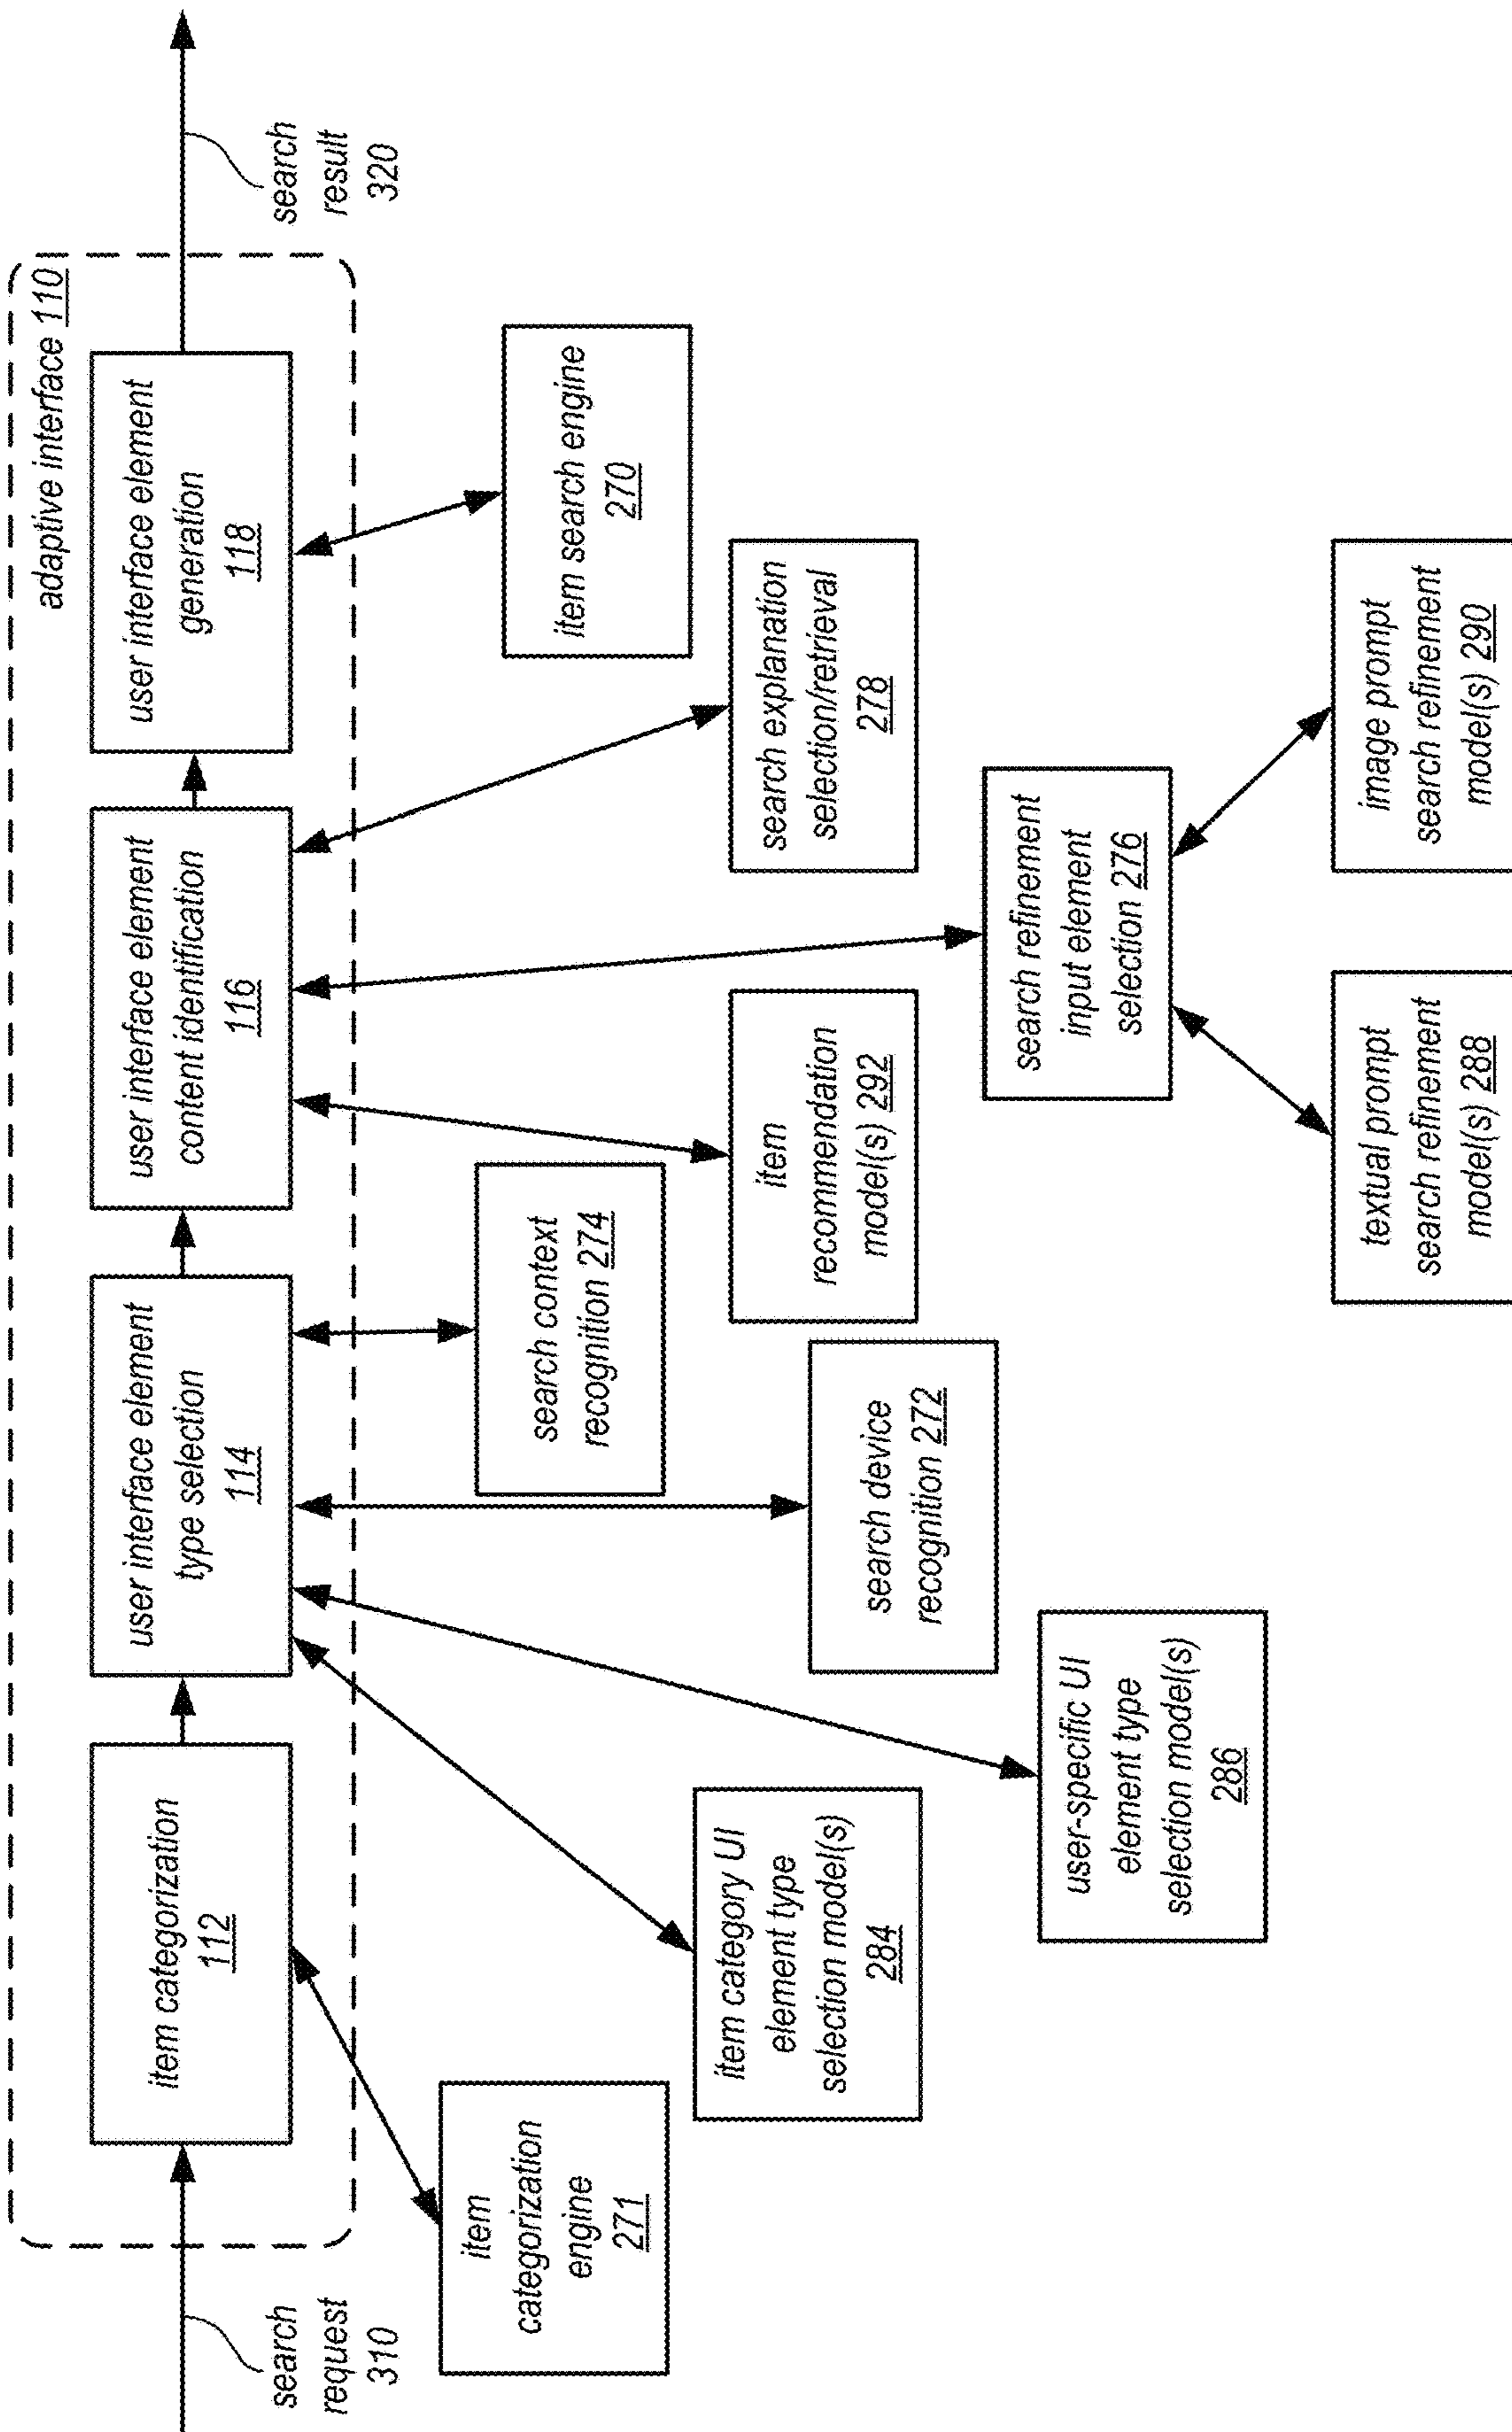 adaptive interface 110
search
request
310
item categorization
112
user interface element
type selection
114
user interface element
content identification
116
user interface element
generation
118
search
result
320
item
categorization
engine
271
item category UI
element type
selection model(s)
284
user-specific UI
element type
selection model(s)
286
search device
recognition 272
search context
recognition 274
item
recommendation
model(s) 292
search refinement
input element
selection 276
search explanation
selection/retrieval
278
item search engine
270
textual prompt
search refinement
model(s) 288
image prompt
search refinement
model(s) 290